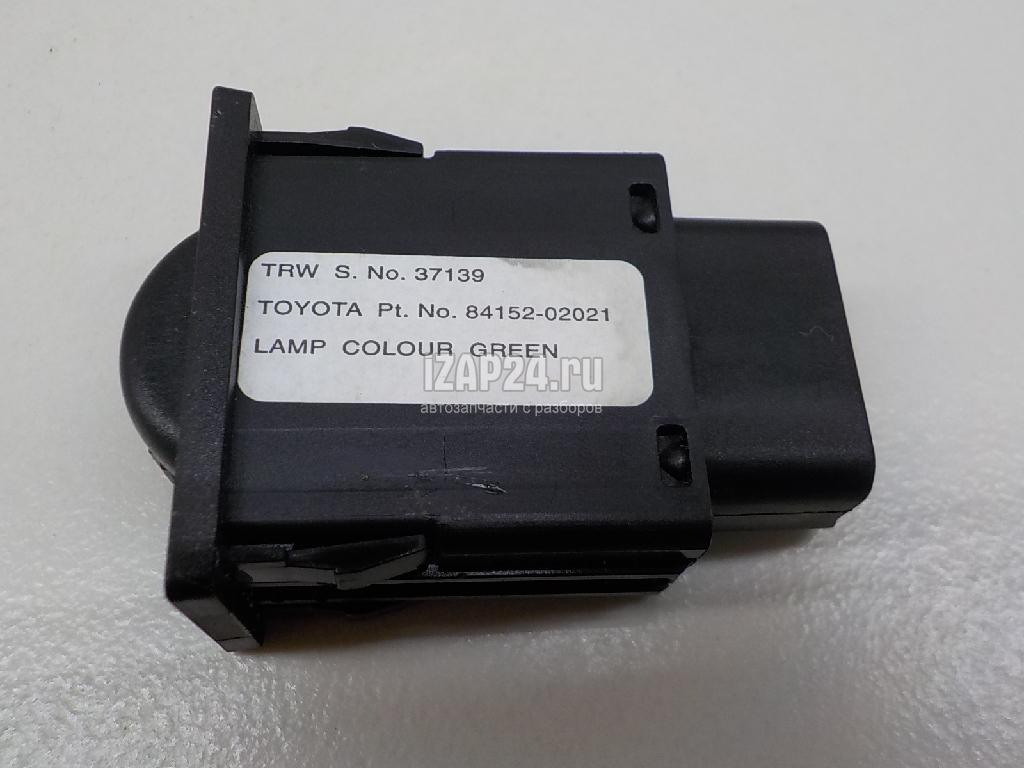 TRW S. No. 37139
TOYOTA Pt. No. 84152-02021
LAMP COLOUR GREEN
IZAP24.ru
автозапчасти с разборов